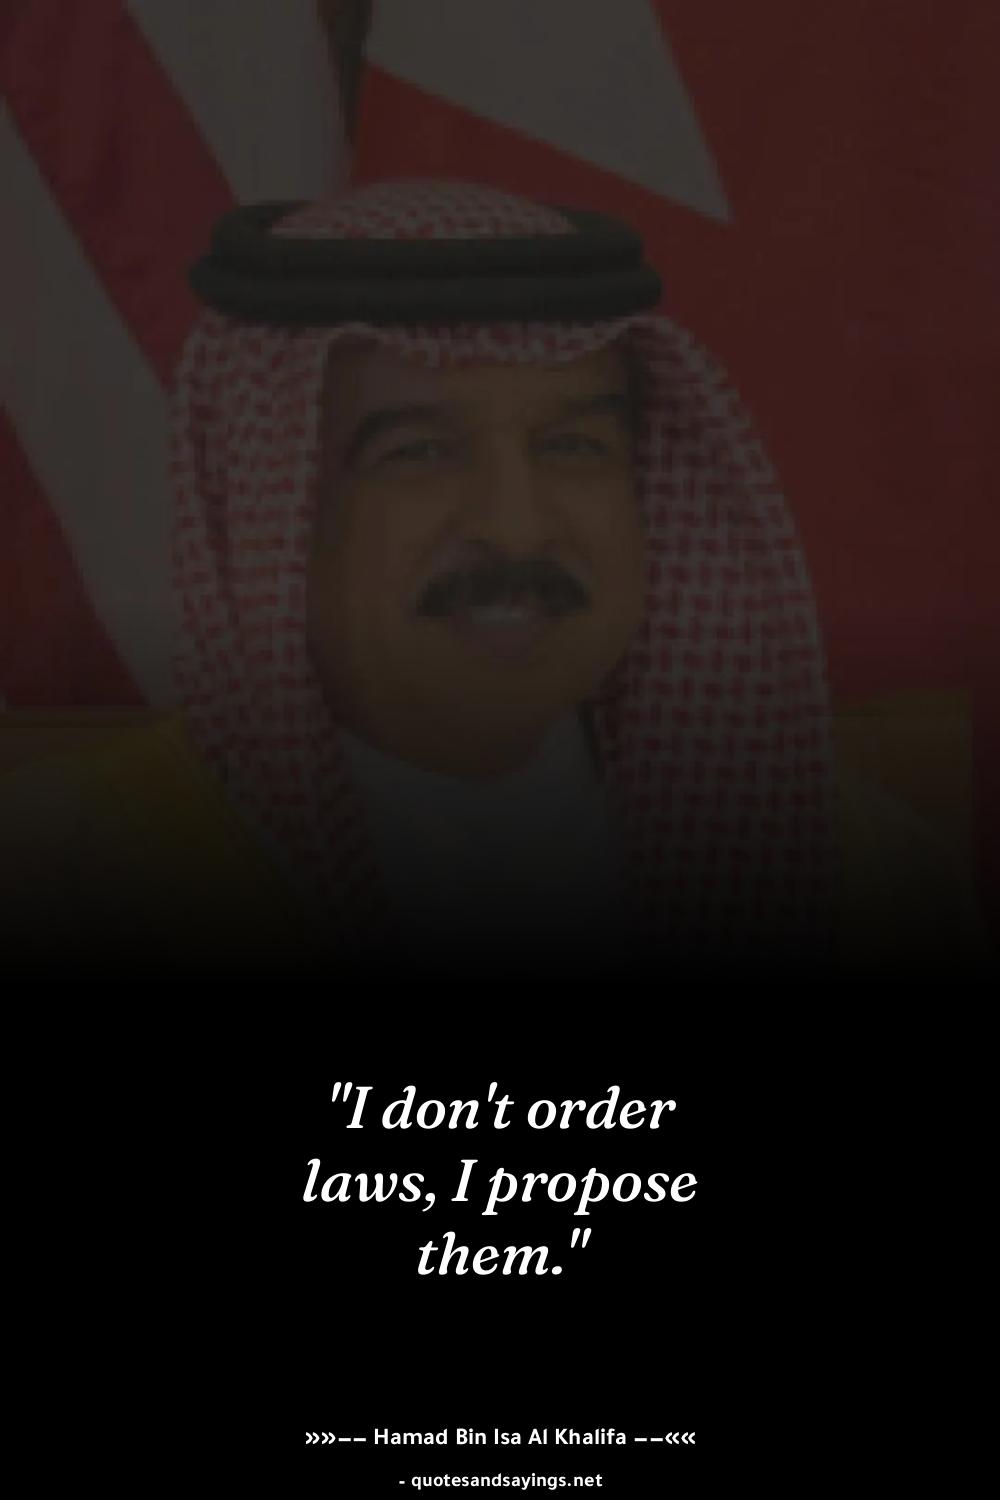 "I don't order
laws, I propose
them."
»»–– Hamad Bin Isa Al Khalifa ––««
- quotesandsayings.net